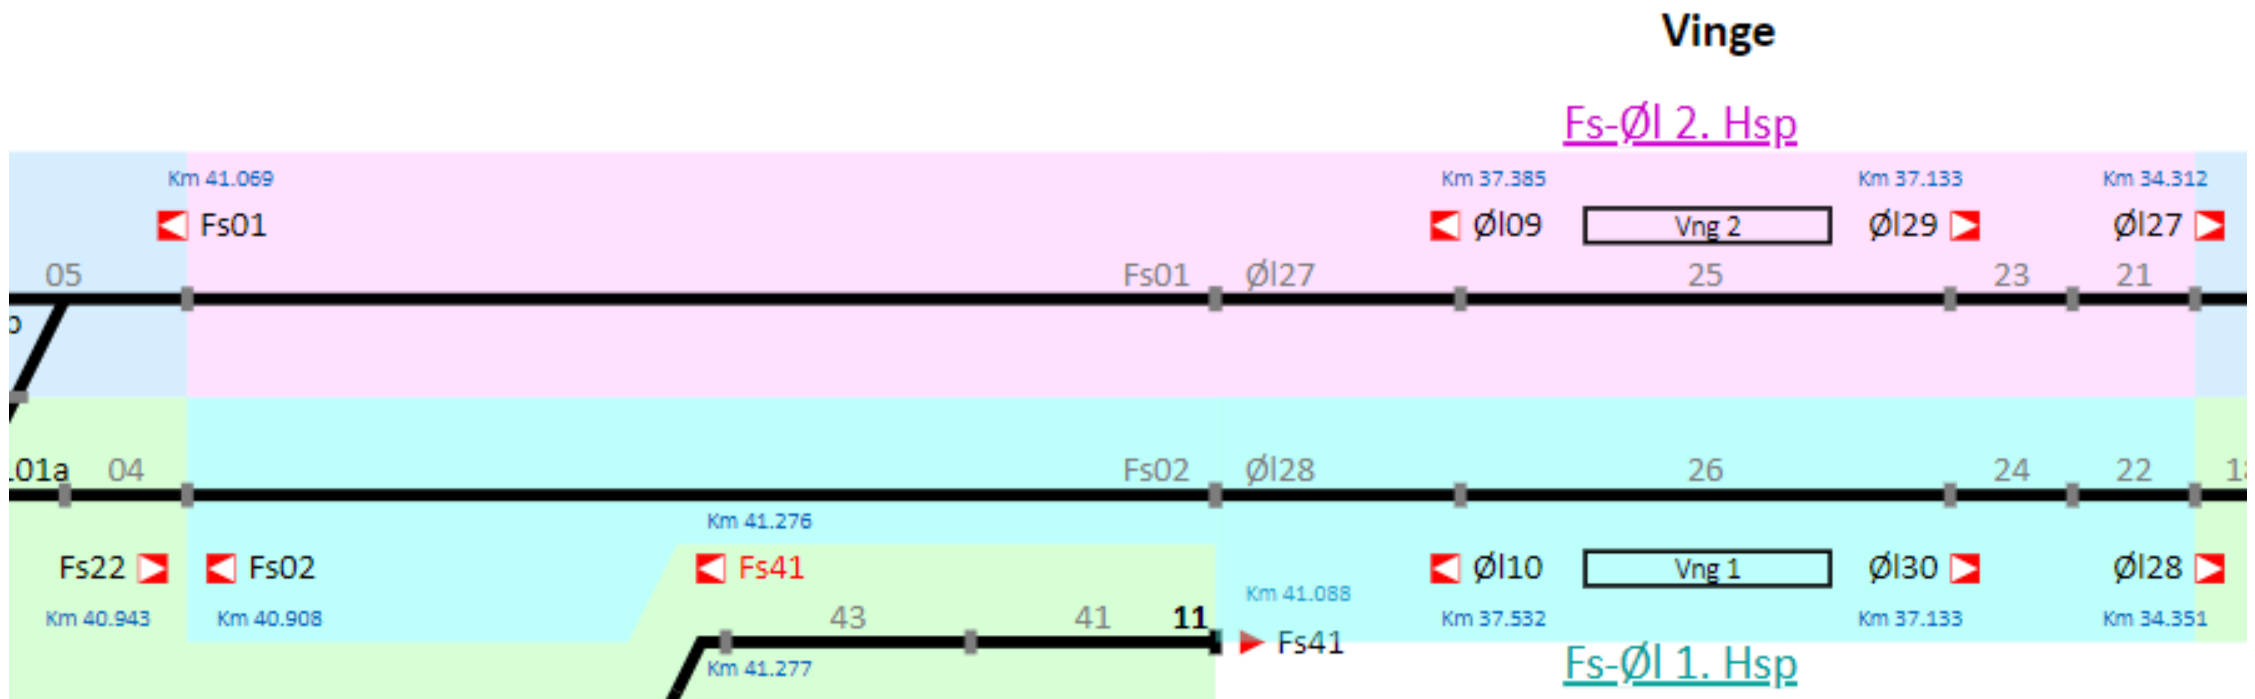 Vinge
Fs-Øl 2. Hsp
Km 41.069 Km 37.385 Km 37.133 Km 34.312
Fs01 Øl09 Vng 2 Øl29 Øl27
05 Fs01 Øl27 25 23 21
01a 04 Fs02 Øl28 26 24 22
Km 41.276
Fs22 Fs02 Fs41 Øl10 Vng 1 Øl30 Øl28
Km 41.088
Km 40.943 Km 40.908 43 41 11 Km 37.532 Km 37.133 Km 34.351
Fs41
Km 41.277
Fs-Øl 1. Hsp